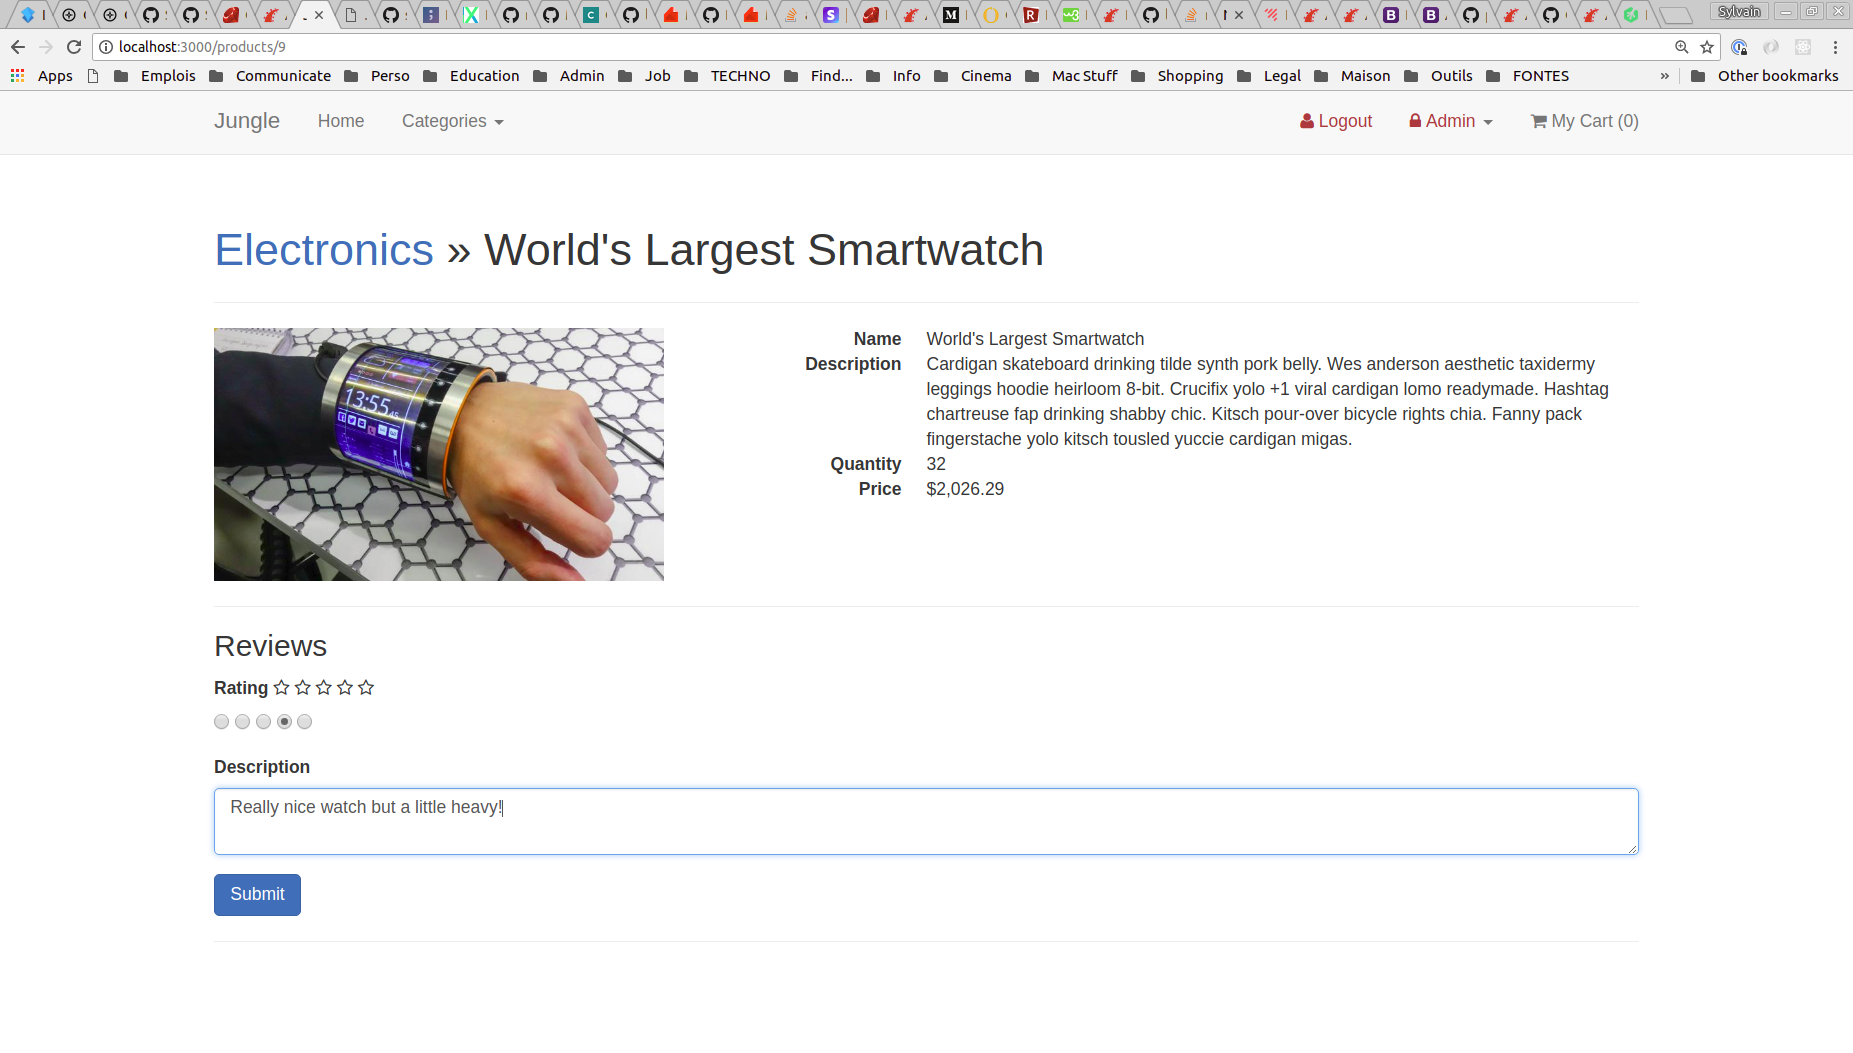 Sylvain
localhost:3000/products/9
Apps Emplois Communicate Perso Education Admin Job TECHNO Find... Info Cinema Mac Stuff Shopping Legal Maison Outils FONTES » Other bookmarks
Jungle Home Categories Logout Admin My Cart (0)
Electronics » World's Largest Smartwatch
13:55
Name World's Largest Smartwatch
Description Cardigan skateboard drinking tilde synth pork belly. Wes anderson aesthetic taxidermy
leggings hoodie heirloom 8-bit. Crucifix yolo +1 viral cardigan lomo readymade. Hashtag
chartreuse fap drinking shabby chic. Kitsch pour-over bicycle rights chia. Fanny pack
fingerstache yolo kitsch tousled yuccie cardigan migas.
Quantity 32
Price $2,026.29
Reviews
Rating
Description
Really nice watch but a little heavy!
Submit